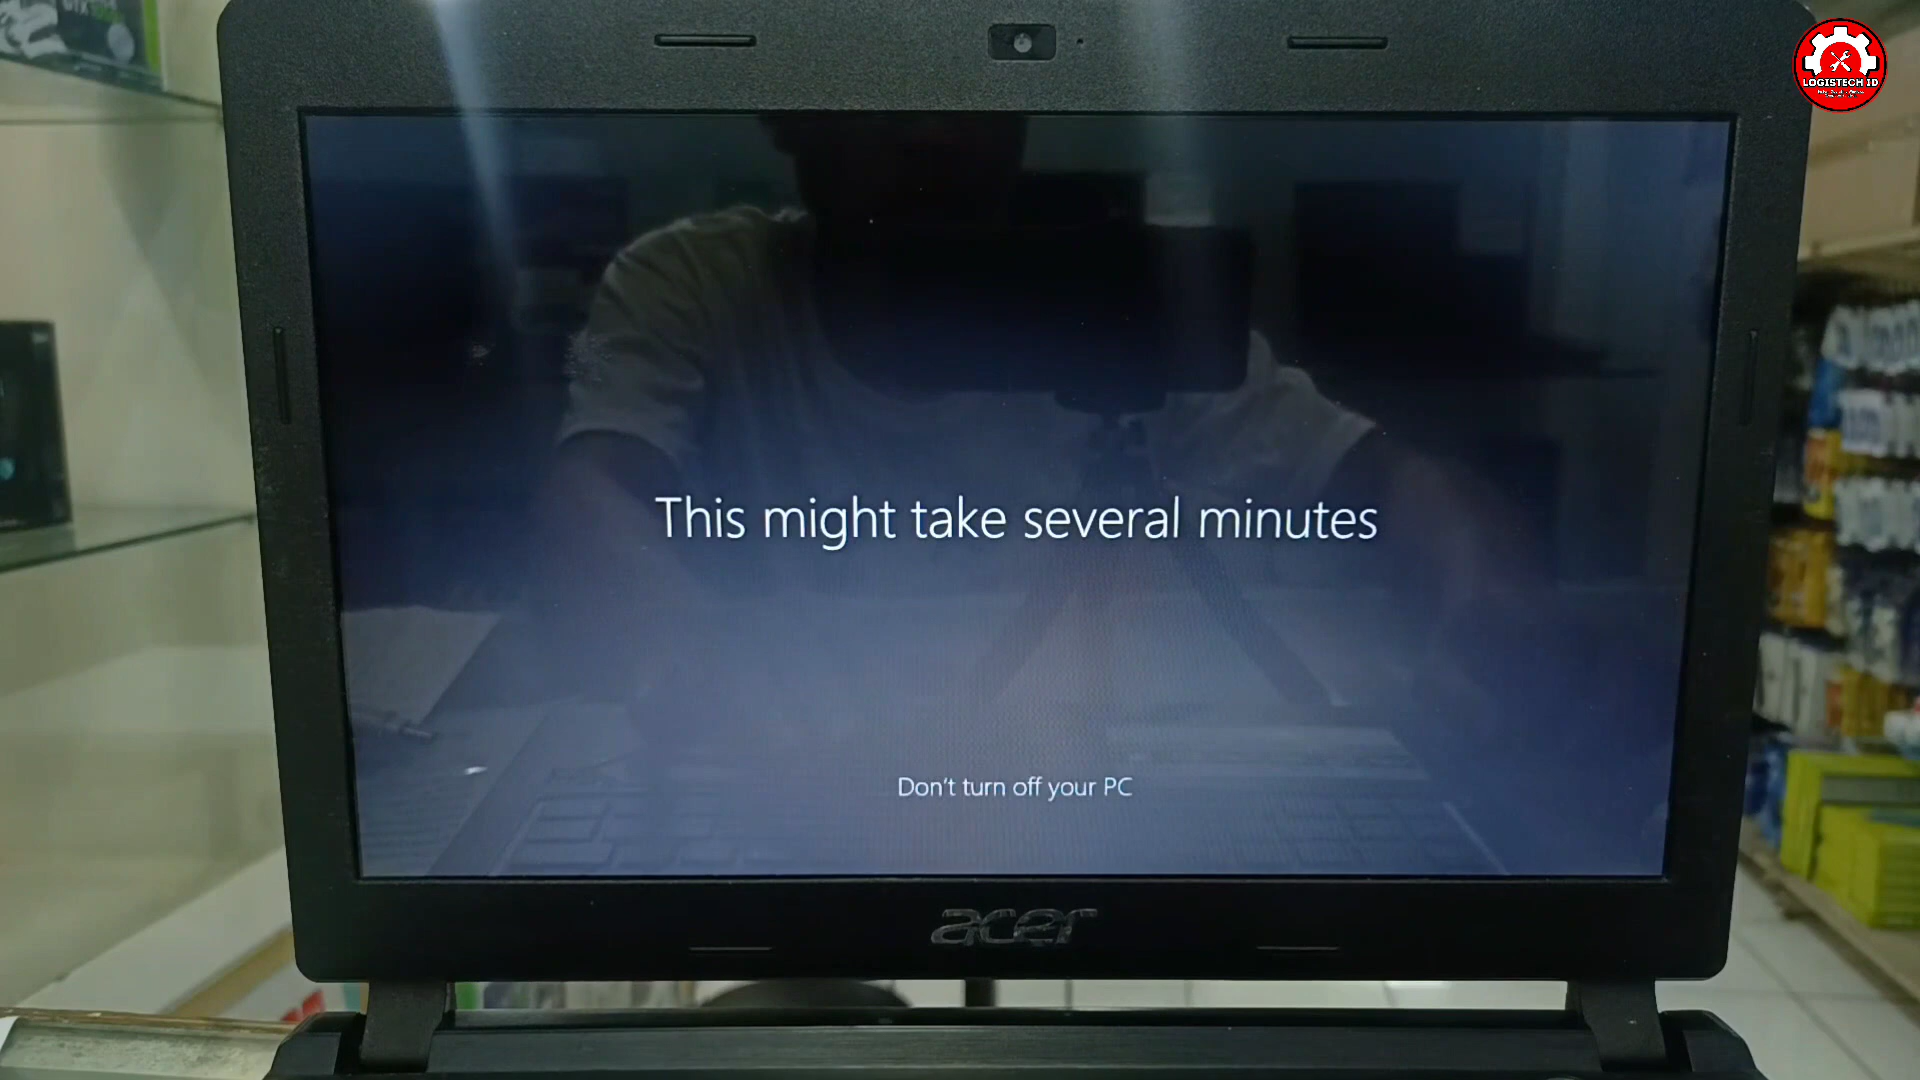 LOGISTECH ID
This might take several minutes
Don't turn off your PC
acer